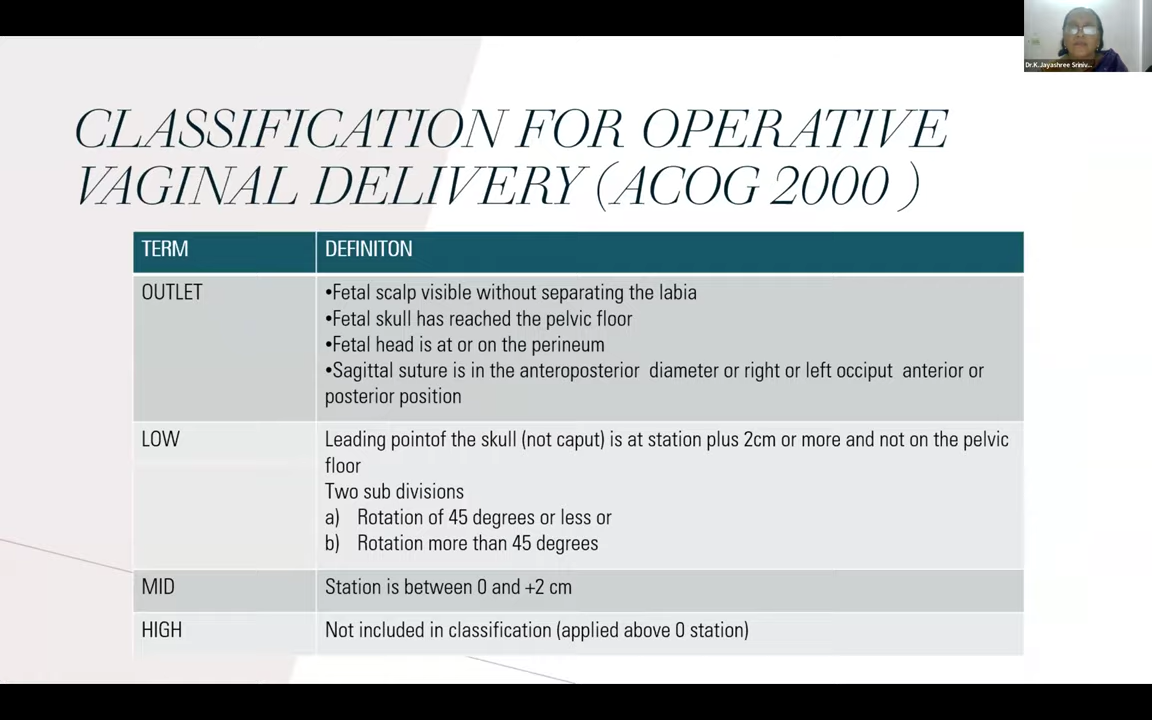 Dr.K.Jayashree Sriniv...
CLASSIFICATION FOR OPERATIVE
VAGINAL DELIVERY (ACOG 2000 )
TERM
DEFINITON
OUTLET
•Fetal scalp visible without separating the labia
•Fetal skull has reached the pelvic floor
•Fetal head is at or on the perineum
•Sagittal suture is in the anteroposterior diameter or right or left occiput anterior or
posterior position
LOW
Leading pointof the skull (not caput) is at station plus 2cm or more and not on the pelvic
floor
Two sub divisions
a) Rotation of 45 degrees or less or
b) Rotation more than 45 degrees
MID
Station is between 0 and +2 cm
HIGH
Not included in classification (applied above 0 station)